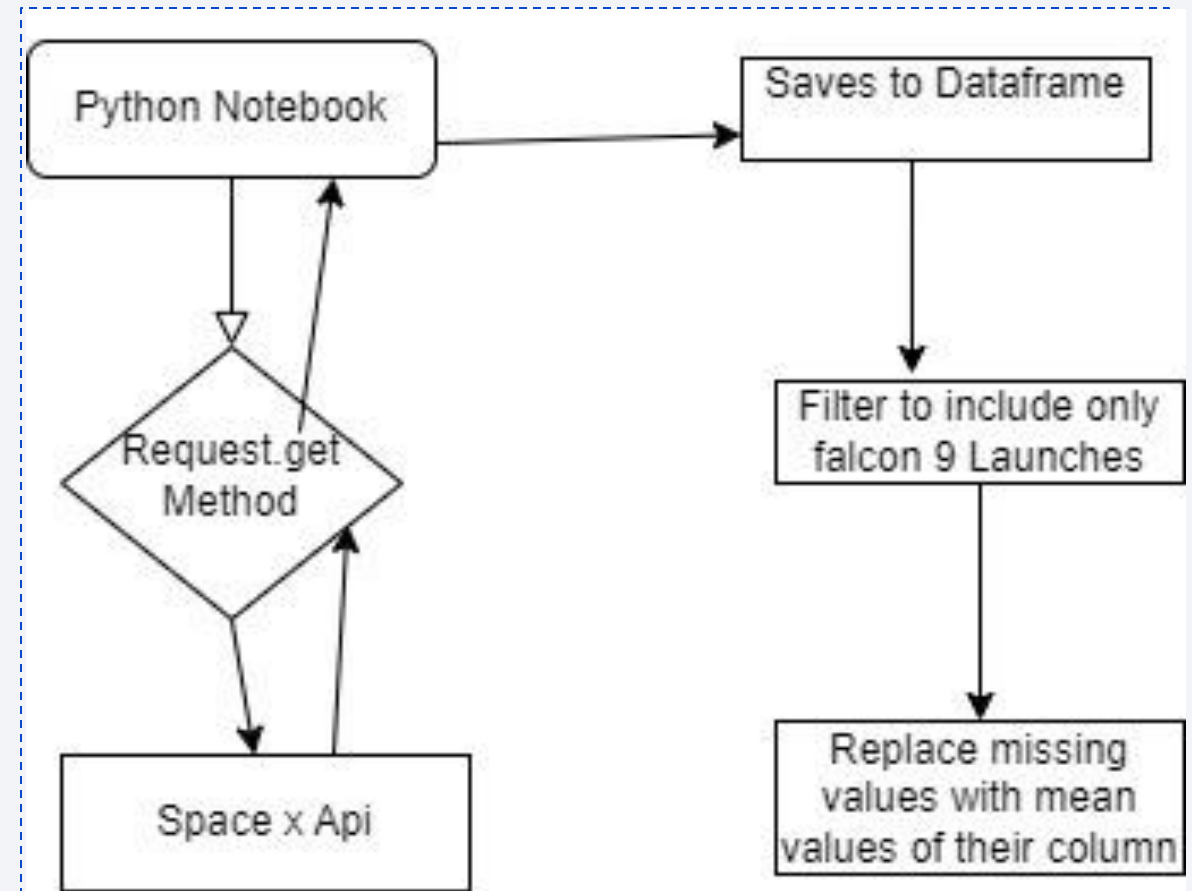 Python Notebook
Saves to Dataframe
Request.get
Method
Filter to include only
falcon 9 Launches
Space x Api
Replace missing
values with mean
values of their column